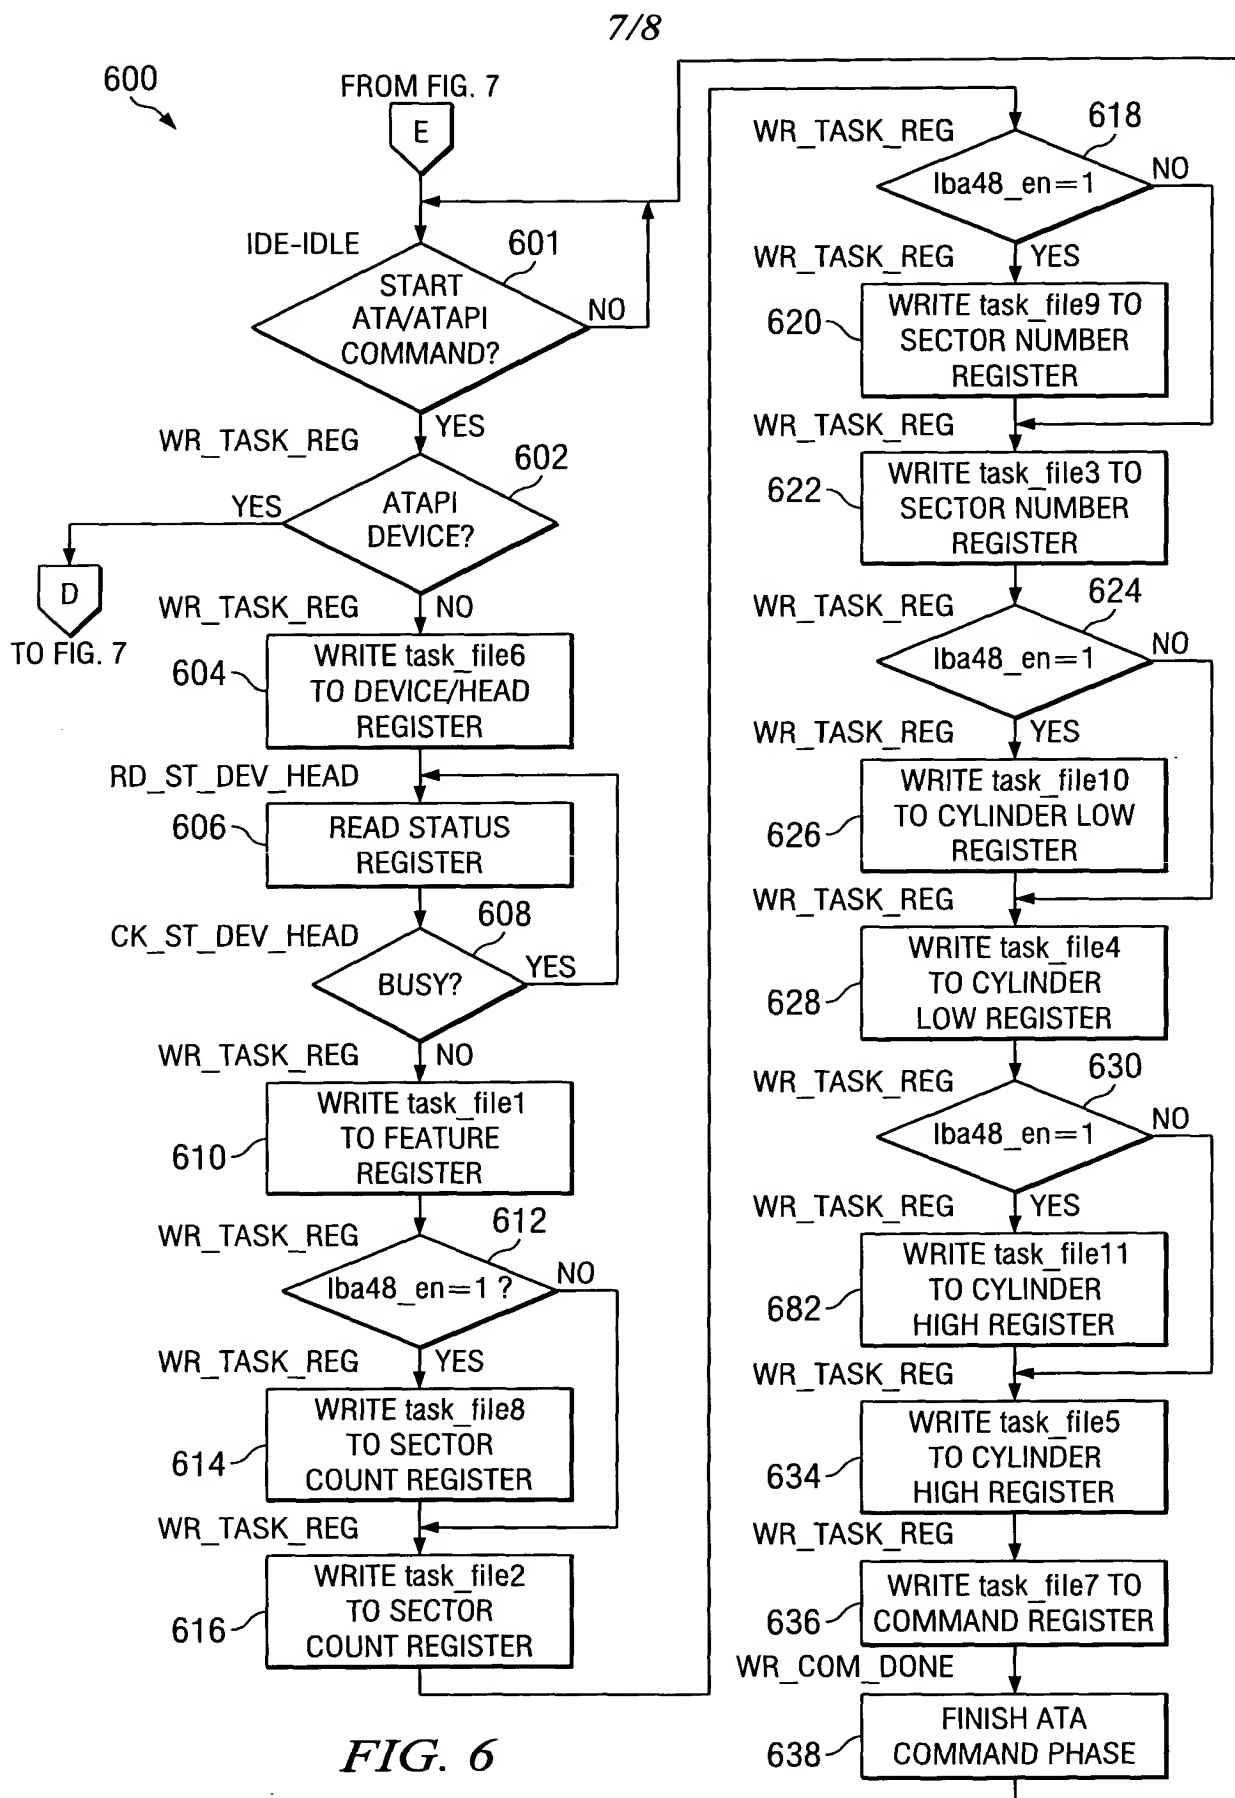 7/8
600
FROM FIG. 7
E
IDE-IDLE
601
START
ATA/ATAPI
COMMAND?
NO
YES
WR_TASK_REG
602
ATAPI
DEVICE?
YES
D
TO FIG. 7
WR_TASK_REG
NO
604
WRITE task_file6
TO DEVICE/HEAD
REGISTER
RD_ST_DEV_HEAD
606
READ STATUS
REGISTER
CK_ST_DEV_HEAD
608
BUSY?
YES
WR_TASK_REG
NO
610
WRITE task_file1
TO FEATURE
REGISTER
WR_TASK_REG
612
lba48_en=1 ?
NO
WR_TASK_REG
YES
614
WRITE task_file8
TO SECTOR
COUNT REGISTER
WR_TASK_REG
616
WRITE task_file2
TO SECTOR
COUNT REGISTER
WR_TASK_REG
618
lba48_en=1
NO
WR_TASK_REG
YES
620
WRITE task_file9 TO
SECTOR NUMBER
REGISTER
WR_TASK_REG
622
WRITE task_file3 TO
SECTOR NUMBER
REGISTER
WR_TASK_REG
624
lba48_en=1
NO
WR_TASK_REG
YES
626
WRITE task_file10
TO CYLINDER LOW
REGISTER
WR_TASK_REG
628
WRITE task_file4
TO CYLINDER
LOW REGISTER
WR_TASK_REG
630
lba48_en=1
NO
WR_TASK_REG
YES
682
WRITE task_file11
TO CYLINDER
HIGH REGISTER
WR_TASK_REG
634
WRITE task_file5
TO CYLINDER
HIGH REGISTER
WR_TASK_REG
636
WRITE task_file7 TO
COMMAND REGISTER
WR_COM_DONE
638
FINISH ATA
COMMAND PHASE
FIG. 6